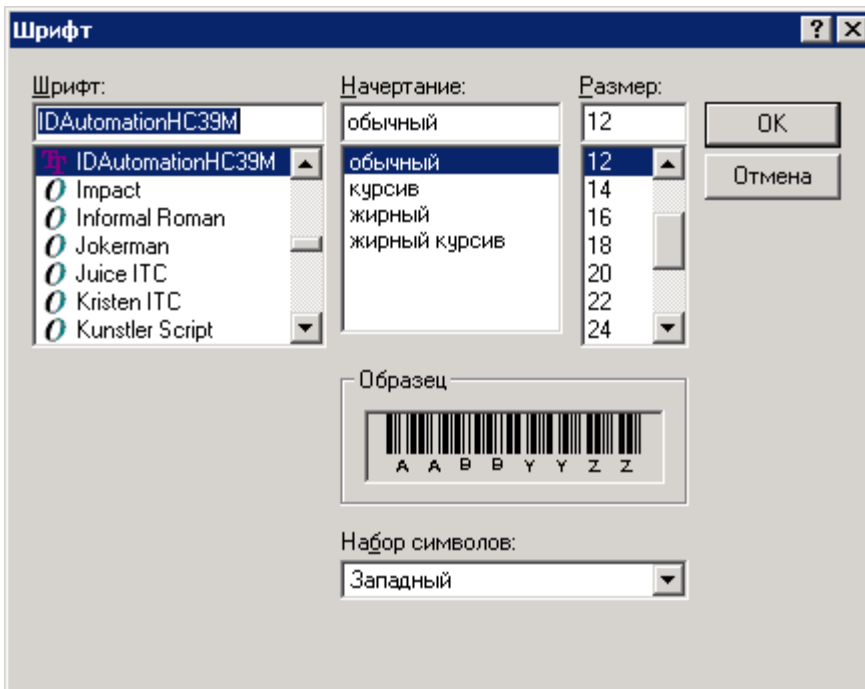 Шрифт
? X
Шрифт: Начертание: Размер:
IDAutomationHC39M обычный 12 OK
IDAutomationHC39M обычный 12 Отмена
Impact курсив 14
Informal Roman жирный 16
Jokerman жирный курсив 18
Juice ITC 20
Kristen ITC 22
Kunstler Script 24
Образец
A A B B Y Y Z Z
Набор символов:
Западный